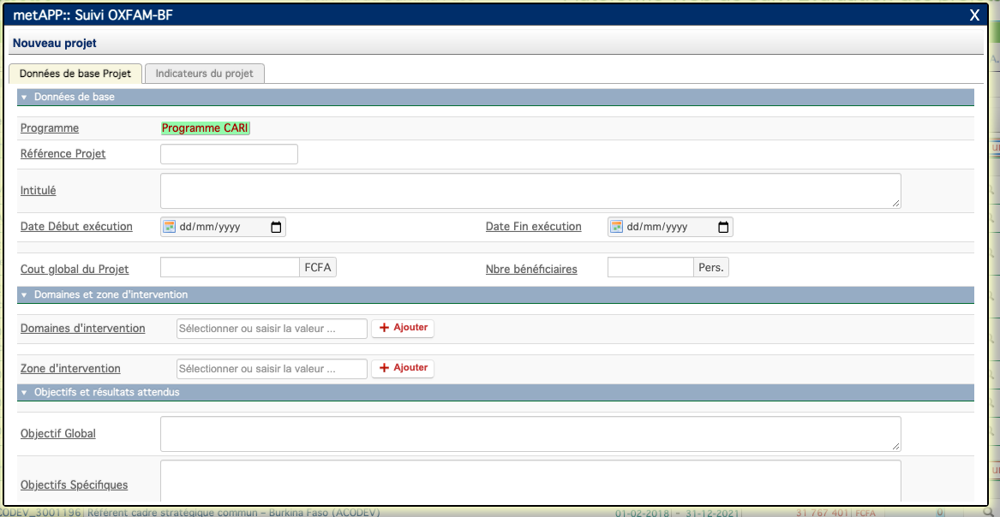 metAPP:: Suivi OXFAM-BF X
Nouveau projet
Données de base Projet Indicateurs du projet
Données de base
Programme Programme CARI
Référence Projet
Intitulé
Date Début exécution dd/mm/yyyy Date Fin exécution dd/mm/yyyy
Cout global du Projet FCFA Nbre bénéficiaires Pers.
Domaines et zone d'intervention
Domaines d'intervention Sélectionner ou saisir la valeur ... + Ajouter
Zone d'intervention Sélectionner ou saisir la valeur ... + Ajouter
Objectifs et résultats attendus
Objectif Global
Objectifs Spécifiques
ACODEV_3001196 Référent cadre stratégique commun – Burkina Faso (ACODEV) 01-02-2018 - 31-12-2021 31 767 401 FCFA 0